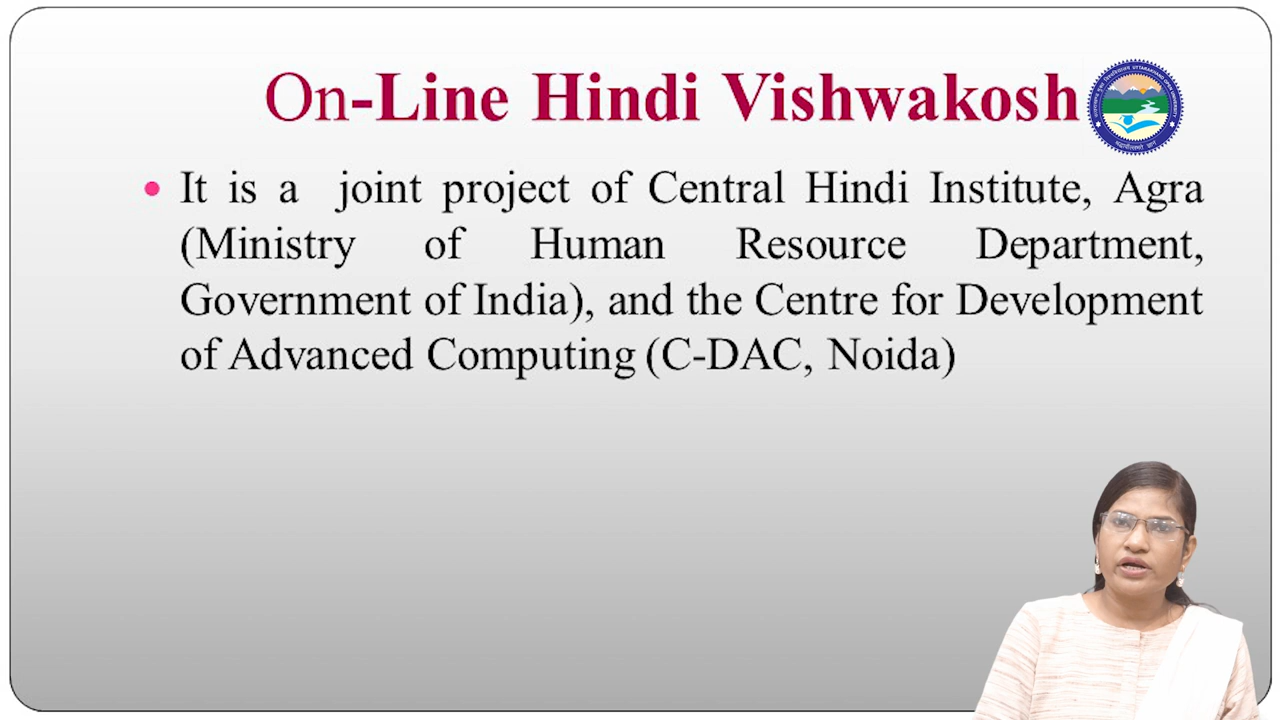 On-Line Hindi Vishwakosh
It is a joint project of Central Hindi Institute, Agra
(Ministry of Human Resource Department,
Government of India), and the Centre for Development
of Advanced Computing (C-DAC, Noida)